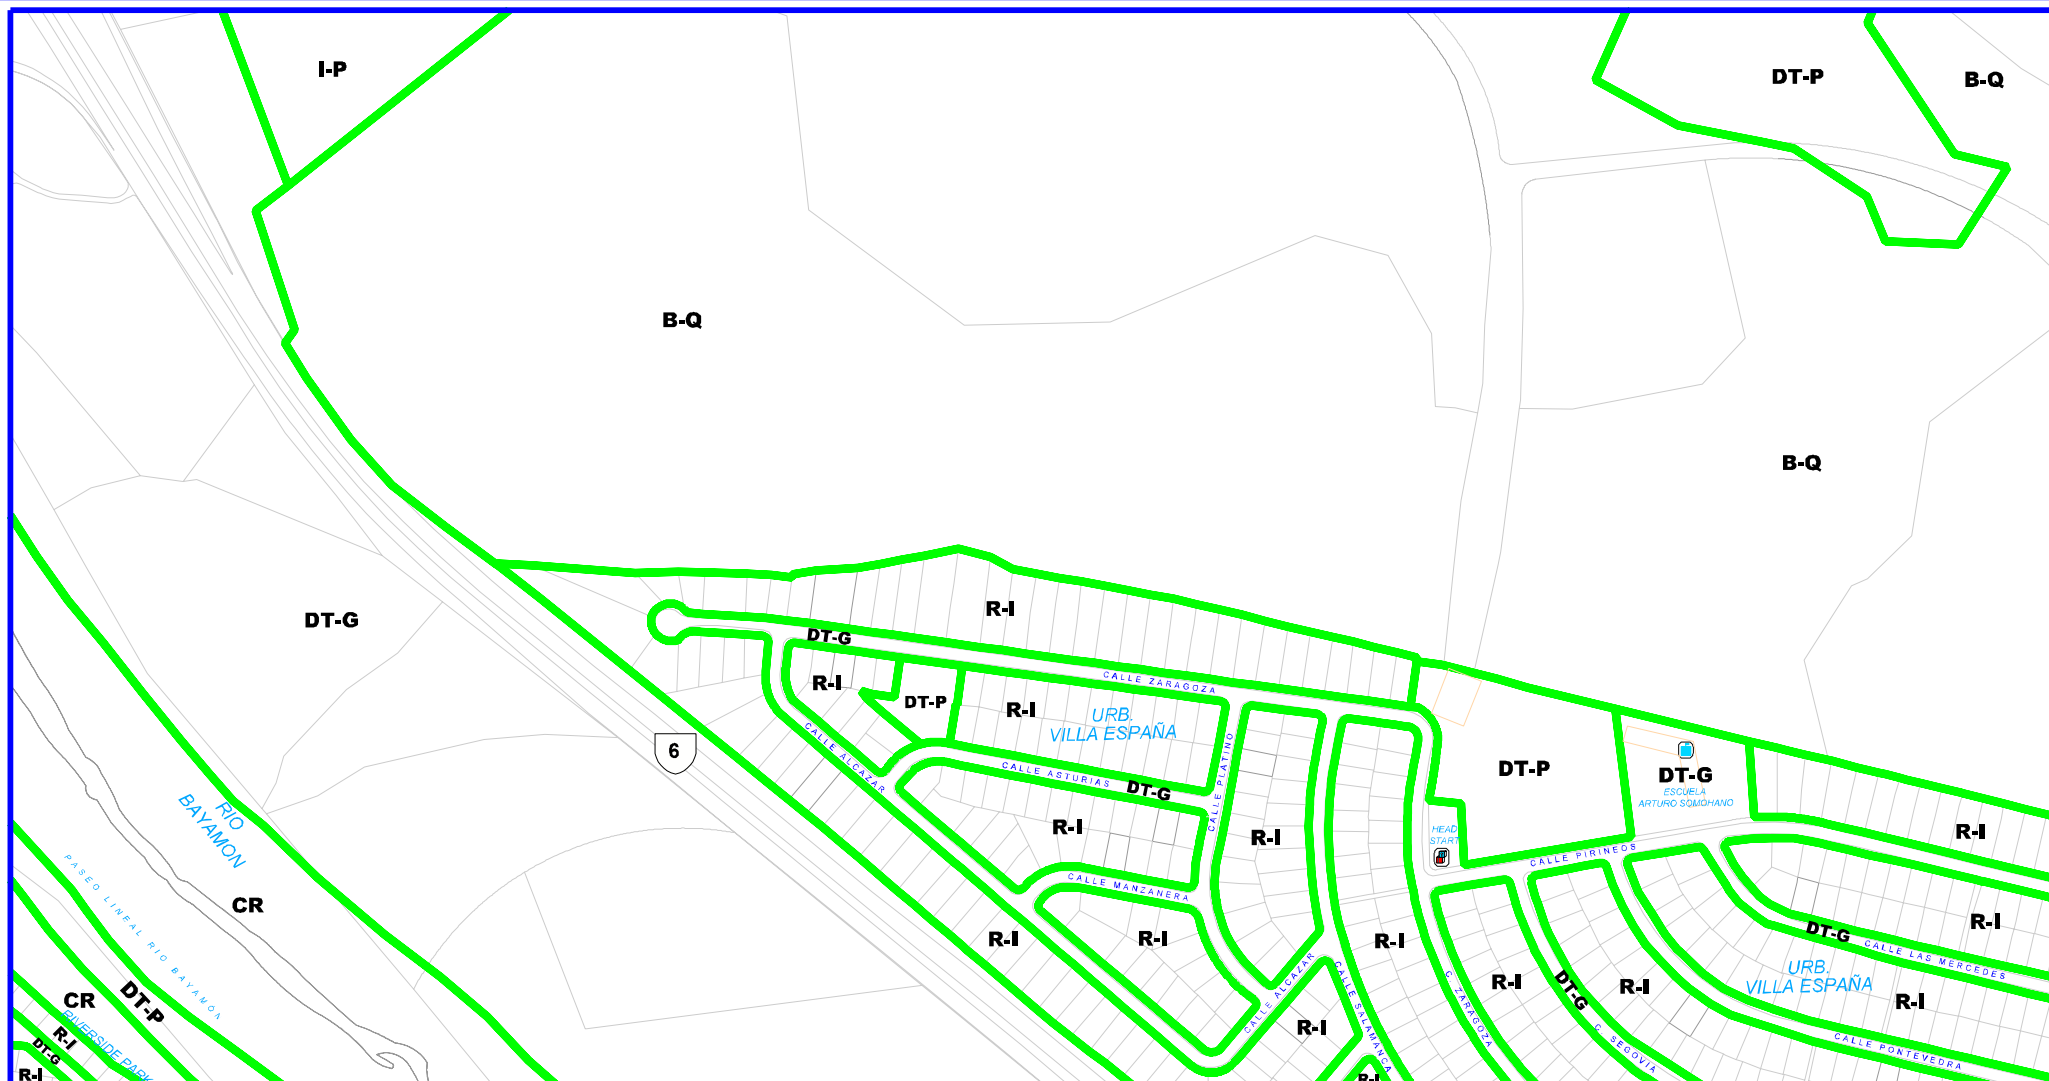 I-P
DT-P
B-Q
B-Q
B-Q
DT-G
R-I
DT-G
CALLE ZARAGOZA
R-I
DT-P
R-I
URB.
VILLA ESPAÑA
CALLE ALCAZAR
CALLE PLATINO
6
CALLE ASTURIAS
DT-G
DT-P
DT-G
ESCUELA
ARTURO SOMOHANO
RIO
BAYAMON
R-I
R-I
HEAD
START
R-I
CALLE PIRINEOS
CALLE MANZANERA
PASEO LINEAL RIO BAYAMÓN
CR
R-I
R-I
R-I
R-I
DT-G
CALLE LAS MERCEDES
CALLE ALCAZAR
CALLE SALAMANCA
C. ZARAGOZA
R-I
DT-G
R-I
URB.
VILLA ESPAÑA
R-I
CR
DT-P
RIVERSIDE PARK
R-I
DT-G
R-I
R-I
C. SEGOVIA
CALLE PONTEVEDRA
R-I